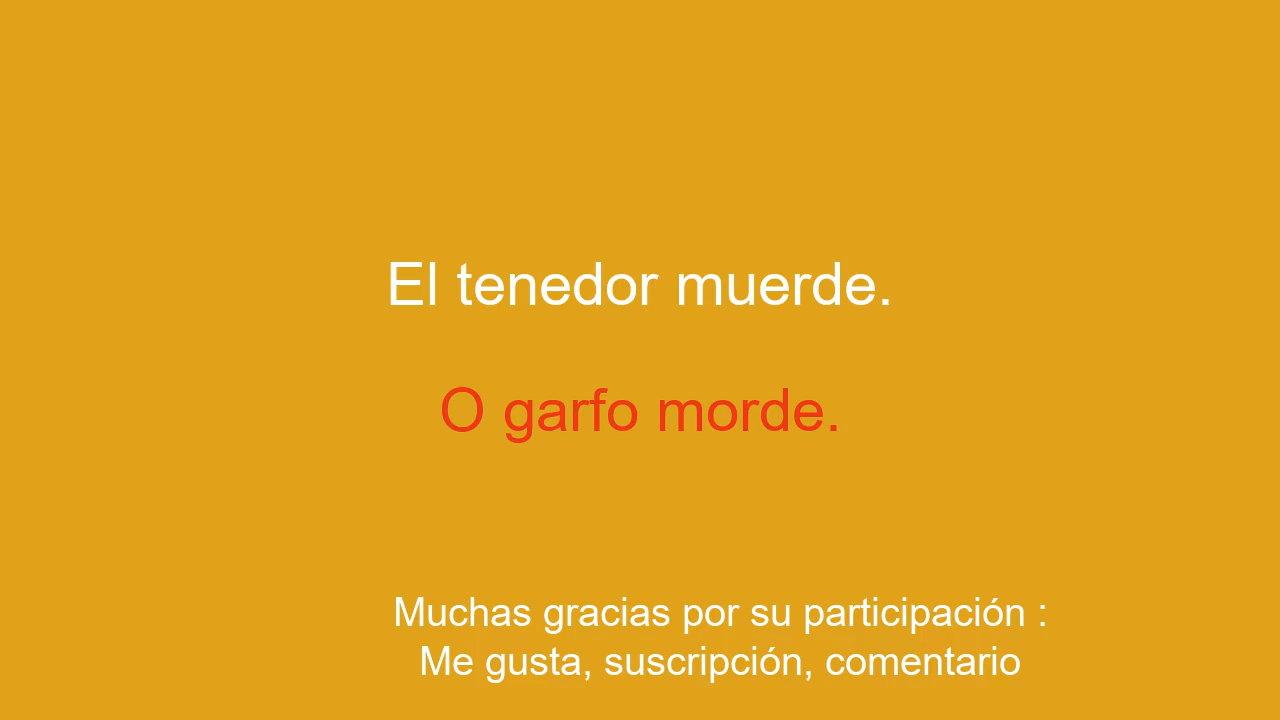 El tenedor muerde.
O garfo morde.
Muchas gracias por su participación :
Me gusta, suscripción, comentario